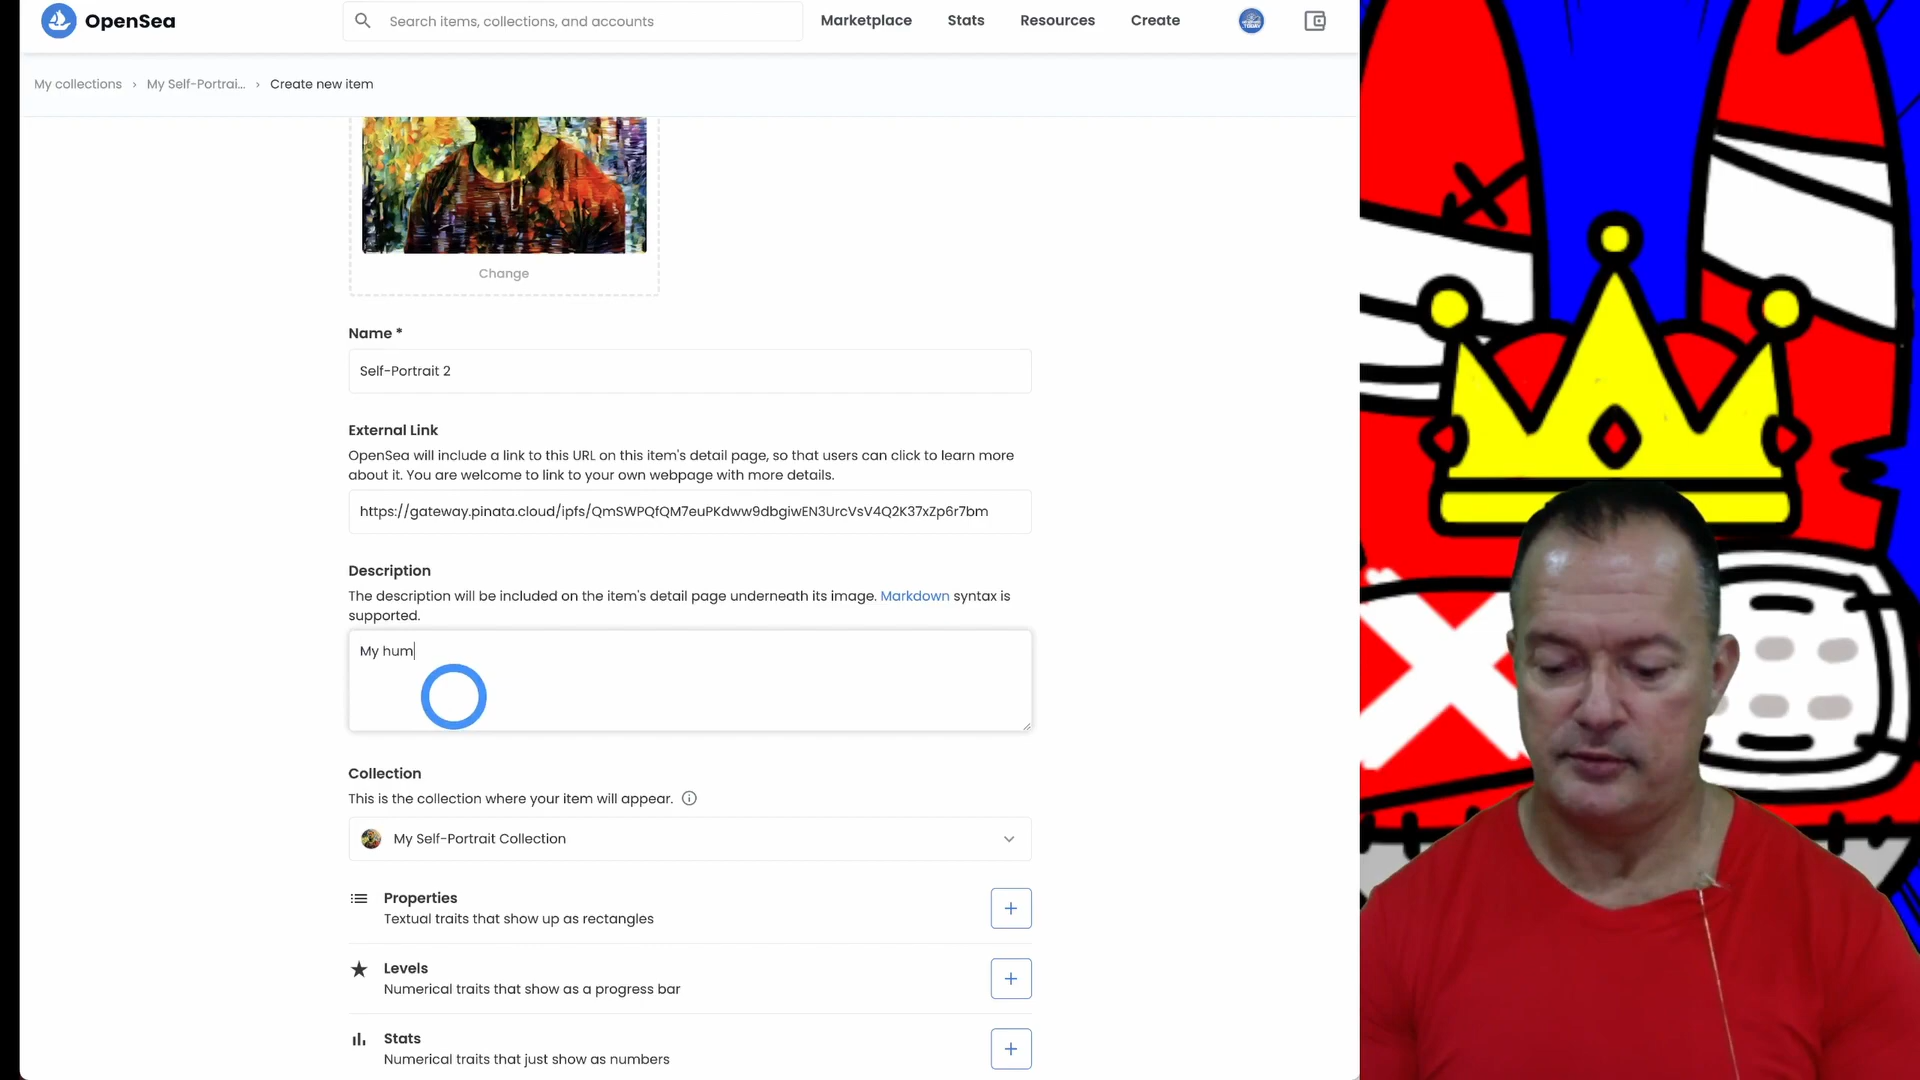 OpenSea
Search items, collections, and accounts
Marketplace
Stats
Resources
Create
My collections > My Self-Portrai... > Create new item
Change
Name *
Self-Portrait 2
External Link
OpenSea will include a link to this URL on this item's detail page, so that users can click to learn more
about it. You are welcome to link to your own webpage with more details.
https://gateway.pinata.cloud/ipfs/QmSWPQfQM7euPKdww9dbgiwEN3UrcVsV4Q2K37xZp6r7bm
Description
The description will be included on the item's detail page underneath its image. Markdown syntax is
supported.
My hum
Collection
This is the collection where your item will appear.
My Self-Portrait Collection
Properties
Textual traits that show up as rectangles
Levels
Numerical traits that show as a progress bar
Stats
Numerical traits that just show as numbers